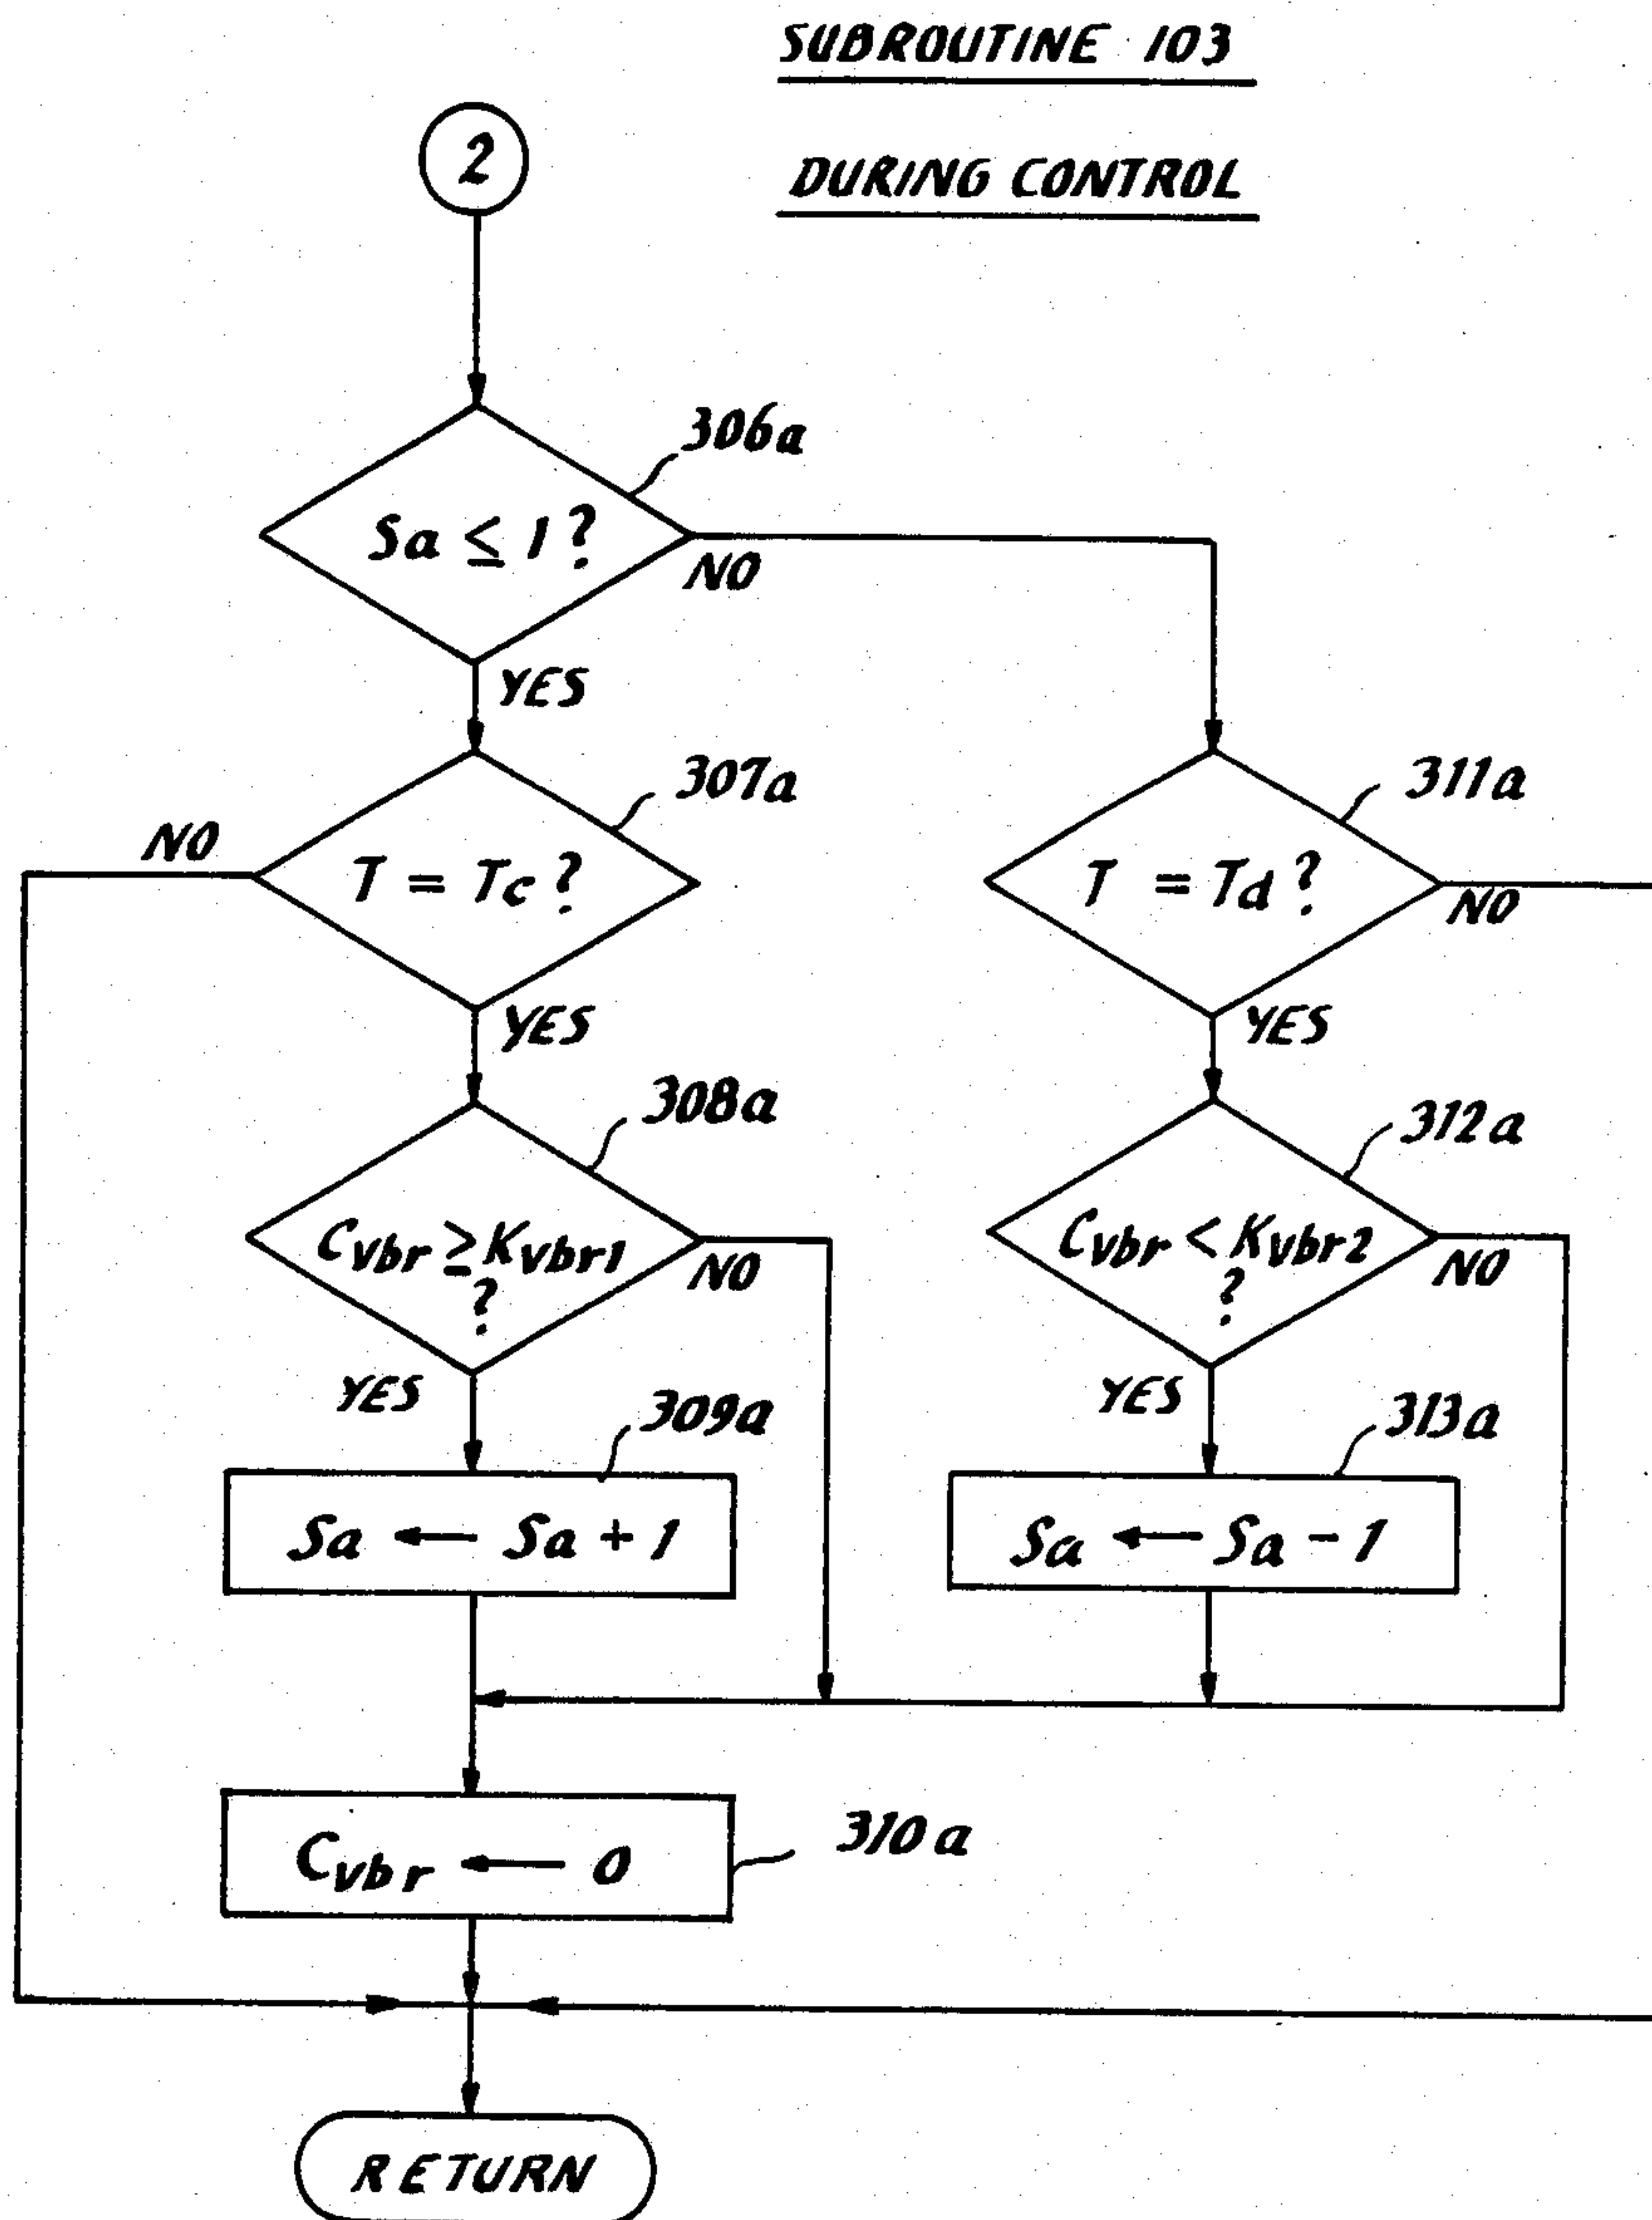 SUBROUTINE 103
DURING CONTROL
2
306a
Sa ≤ 1 ?
NO
YES
307a
311a
NO
T = Tc ?
T = Td ?
NO
YES
YES
308a
312a
Cvbr ≥ Kvbr1
?
NO
Cvbr < Kvbr2
?
NO
YES
YES
309a
313a
Sa ← Sa + 1
Sa ← Sa - 1
310a
Cvbr ← 0
RETURN